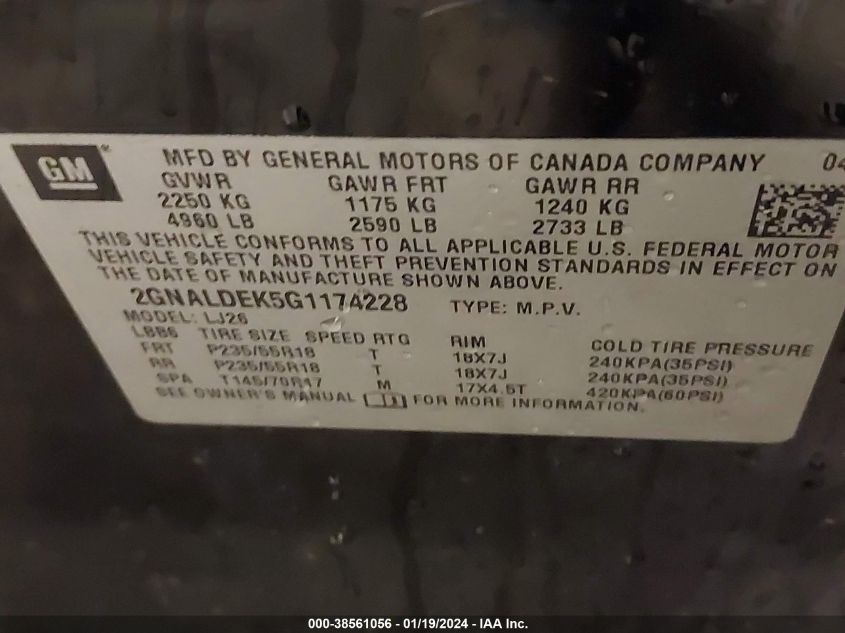 GM ® MFD BY GENERAL MOTORS OF CANADA COMPANY 04
GVWR GAWR FRT GAWR RR
2250 KG 1175 KG 1240 KG
4960 LB 2590 LB 2733 LB
THIS VEHICLE CONFORMS TO ALL APPLICABLE U.S. FEDERAL MOTOR
VEHICLE SAFETY AND THEFT PREVENTION STANDARDS IN EFFECT ON
THE DATE OF MANUFACTURE SHOWN ABOVE.
2GNALDEK5G1174228 TYPE: M.P.V.
MODEL: LJ26
LBB6 TIRE SIZE SPEED RTG RIM COLD TIRE PRESSURE
FRT P235/55R18 T 18X7J 240KPA(35PSI)
RR P235/55R18 T 18X7J 240KPA(35PSI)
SPA T145/70R17 M 17X4.5T 420KPA(60PSI)
SEE OWNER'S MANUAL FOR MORE INFORMATION.
000-38561056 - 01/19/2024 - IAA Inc.